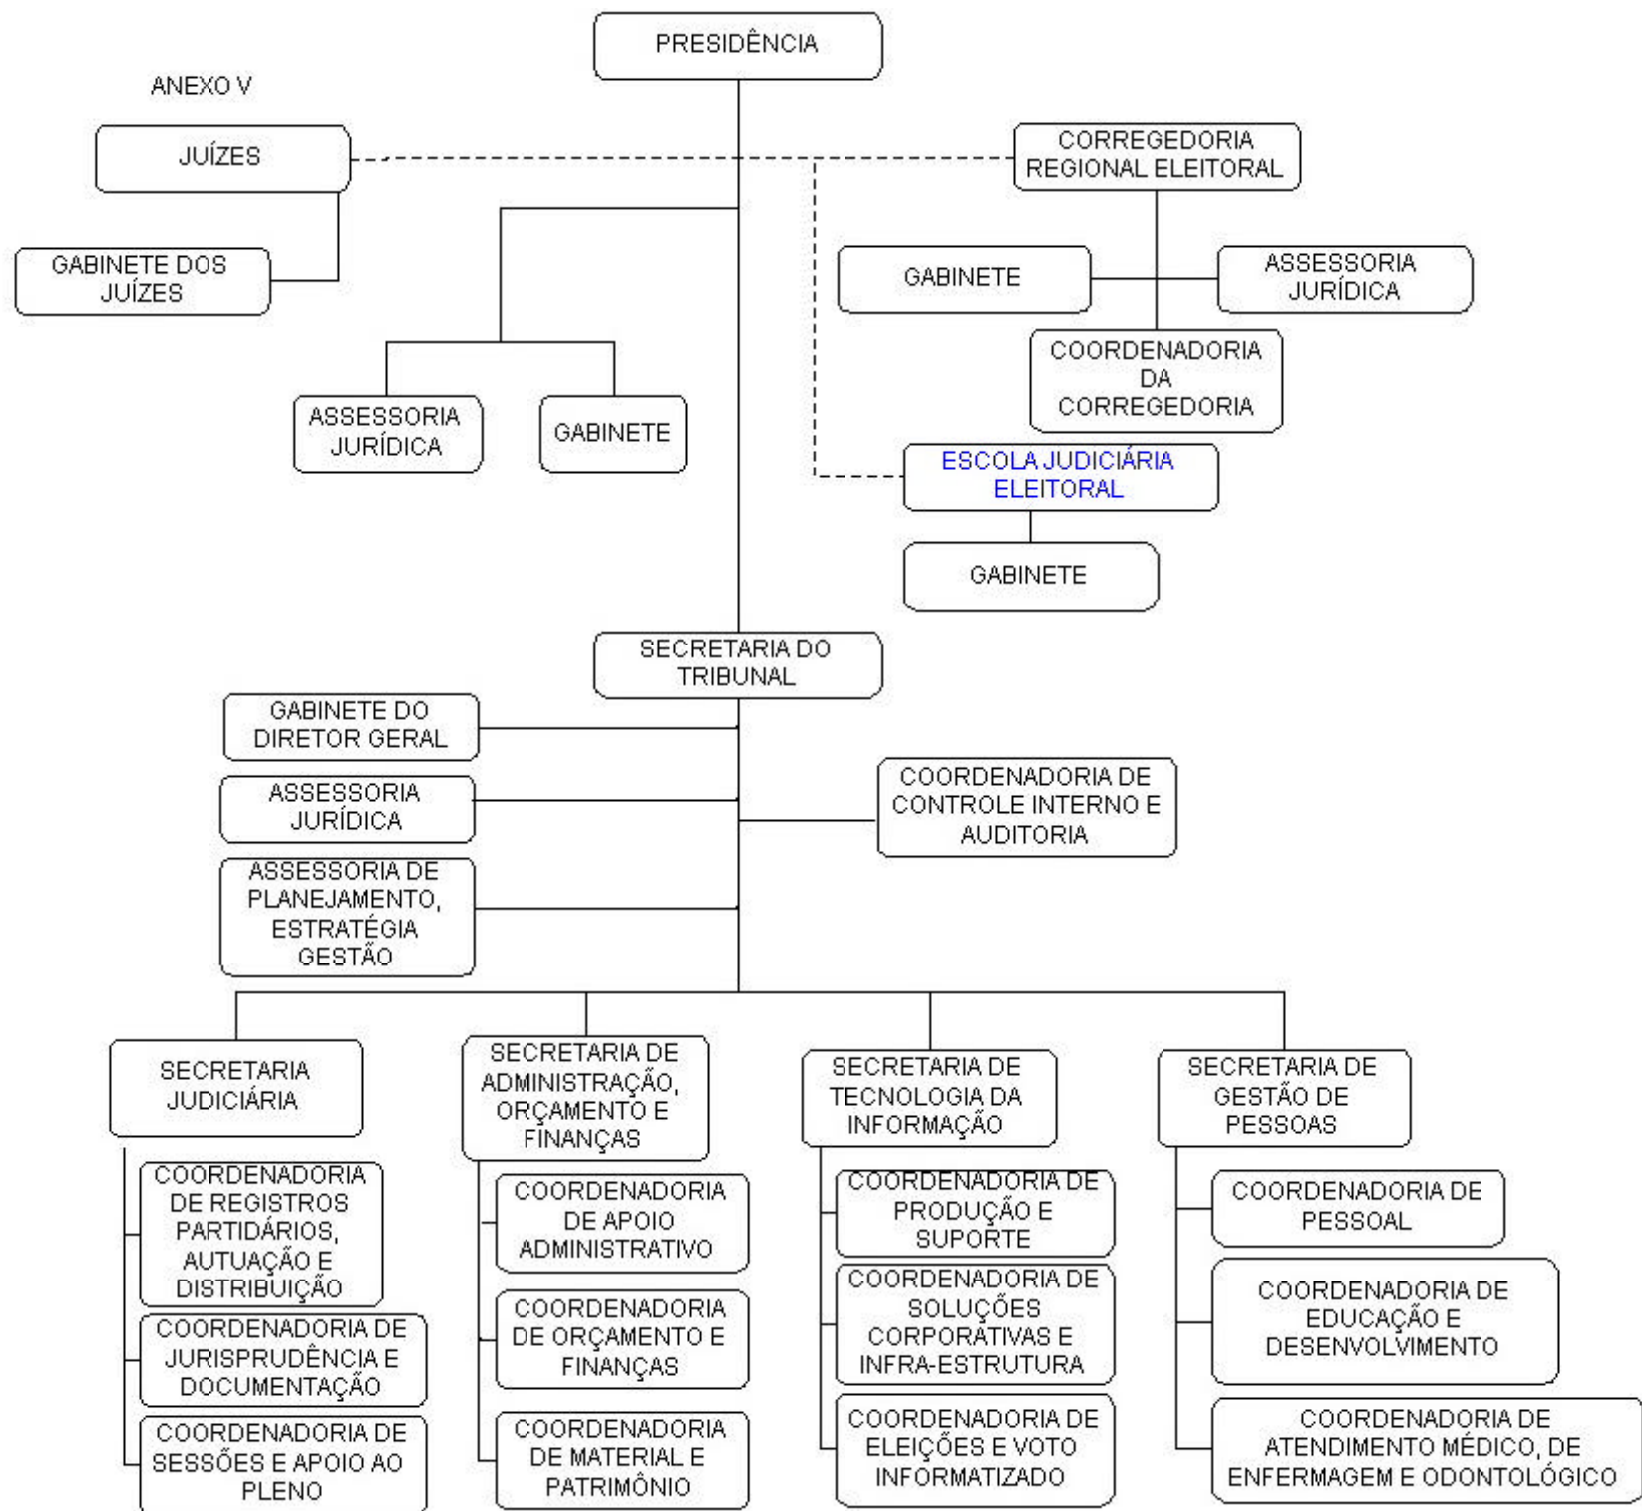 PRESIDÊNCIA
ANEXO V
JUÍZES
CORREGEDORIA
REGIONAL ELEITORAL
GABINETE DOS
JUÍZES
GABINETE
ASSESSORIA
JURÍDICA
COORDENADORIA
DA
CORREGEDORIA
ASSESSORIA
JURÍDICA
GABINETE
ESCOLA JUDICIÁRIA
ELEITORAL
GABINETE
SECRETARIA DO
TRIBUNAL
GABINETE DO
DIRETOR GERAL
ASSESSORIA
JURÍDICA
COORDENADORIA DE
CONTROLE INTERNO E
AUDITORIA
ASSESSORIA DE
PLANEJAMENTO,
ESTRATÉGIA
GESTÃO
SECRETARIA
JUDICIÁRIA
COORDENADORIA
DE REGISTROS
PARTIDÁRIOS,
AUTUAÇÃO E
DISTRIBUIÇÃO
COORDENADORIA DE
JURISPRUDÊNCIA E
DOCUMENTAÇÃO
COORDENADORIA DE
SESSÕES E APOIO AO
PLENO
SECRETARIA DE
ADMINISTRAÇÃO,
ORÇAMENTO E
FINANÇAS
COORDENADORIA
DE APOIO
ADMINISTRATIVO
COORDENADORIA
DE ORÇAMENTO E
FINANÇAS
COORDENADORIA
DE MATERIAL E
PATRIMÔNIO
SECRETARIA DE
TECNOLOGIA DA
INFORMAÇÃO
COORDENADORIA DE
PRODUÇÃO E
SUPORTE
COORDENADORIA DE
SOLUÇÕES
CORPORATIVAS E
INFRA-ESTRUTURA
COORDENADORIA DE
ELEIÇÕES E VOTO
INFORMATIZADO
SECRETARIA DE
GESTÃO DE
PESSOAS
COORDENADORIA DE
PESSOAL
COORDENADORIA DE
EDUCAÇÃO E
DESENVOLVIMENTO
COORDENADORIA DE
ATENDIMENTO MÉDICO, DE
ENFERMAGEM E ODONTOLÓGICO